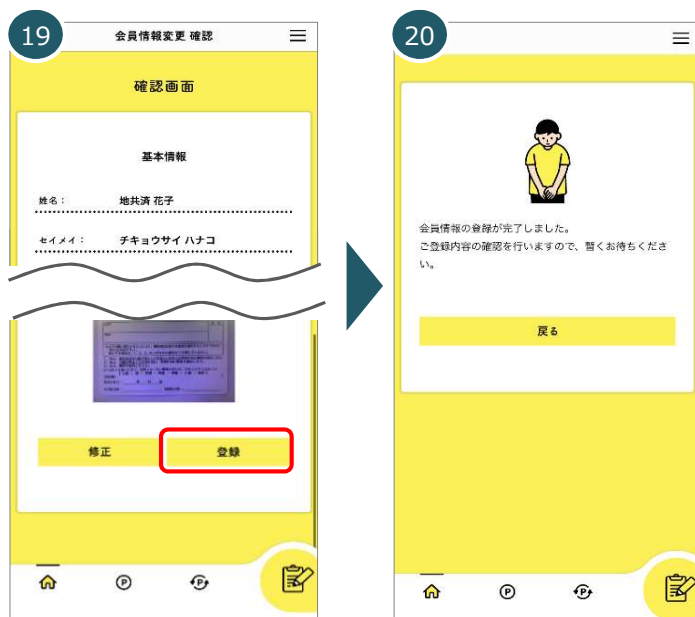 19
会員情報変更 確認
確認画面
基本情報
姓名：
地共済 花子
セイメイ：
チキョウサイ ハナコ
修正
登録
P
P
20
会員情報の登録が完了しました。
ご登録内容の確認を行いますので、暫くお待ちくださ
い。
戻る
P
P